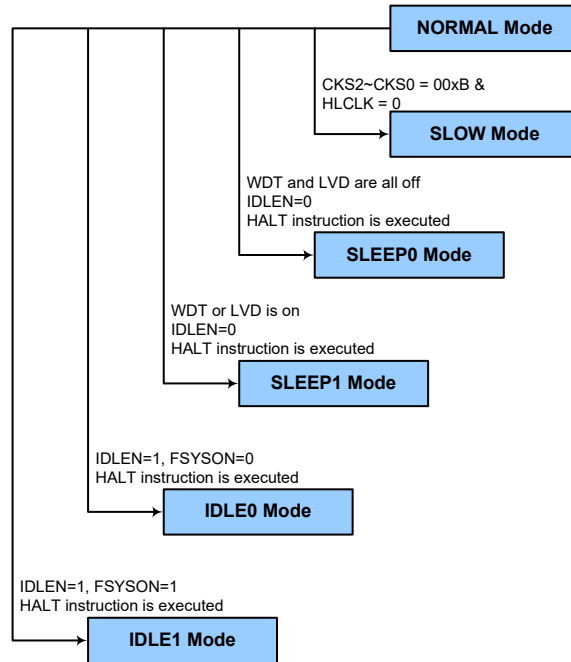 NORMAL Mode
CKS2~CKS0 = 00xB &
HLCLK = 0
SLOW Mode
WDT and LVD are all off
IDLEN=0
HALT instruction is executed
SLEEP0 Mode
WDT or LVD is on
IDLEN=0
HALT instruction is executed
SLEEP1 Mode
IDLEN=1, FSYSON=0
HALT instruction is executed
IDLE0 Mode
IDLEN=1, FSYSON=1
HALT instruction is executed
IDLE1 Mode